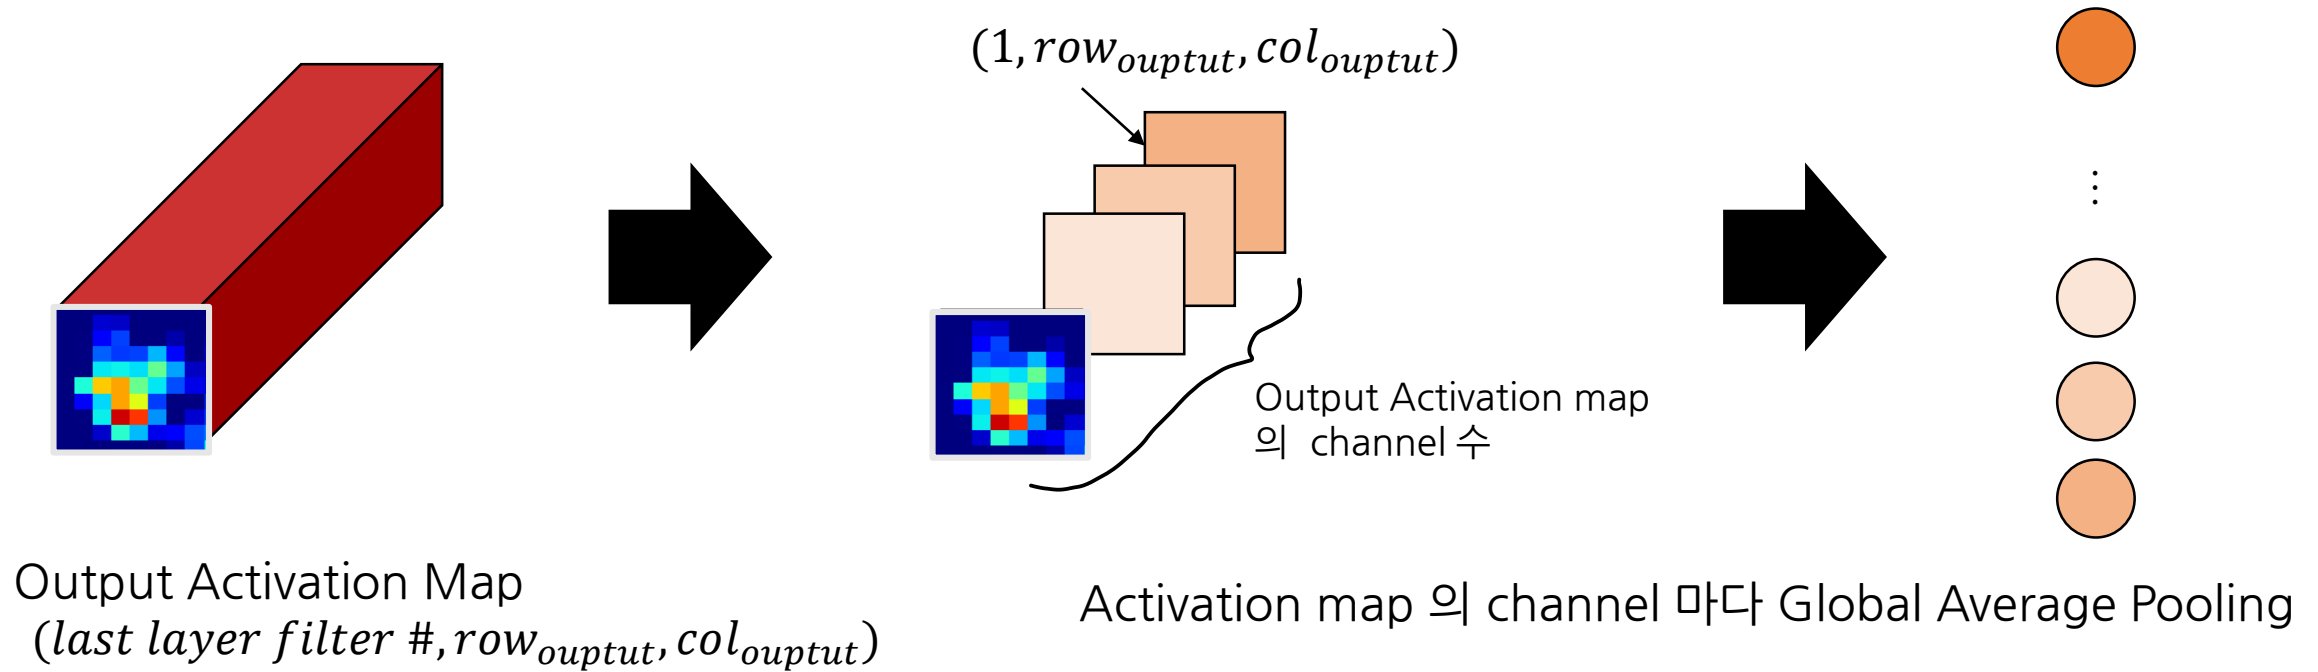 (1, row_ouptut, col_ouptut)
⋮
Output Activation map
의 channel 수
Output Activation Map
(last layer filter #, row_ouptut, col_ouptut)
Activation map 의 channel 마다 Global Average Pooling